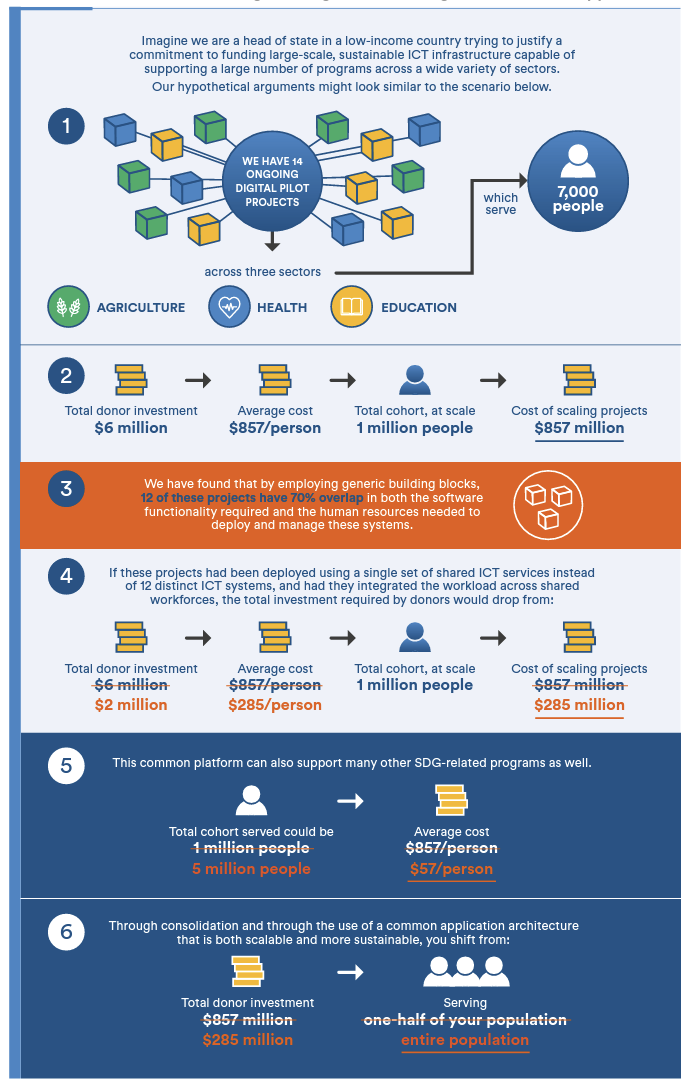 Imagine we are a head of state in a low-income country trying to justify a
commitment to funding large-scale, sustainable ICT infrastructure capable of
supporting a large number of programs across a wide variety of sectors.
Our hypothetical arguments might look similar to the scenario below.
1
WE HAVE 14
ONGOING
DIGITAL PILOT
PROJECTS
which
serve
7,000
people
across three sectors
AGRICULTURE
HEALTH
EDUCATION
2
Total donor investment
$6 million
Average cost
$857/person
Total cohort, at scale
1 million people
Cost of scaling projects
$857 million
3
We have found that by employing generic building blocks,
12 of these projects have 70% overlap in both the software
functionality required and the human resources needed to
deploy and manage these systems.
4
If these projects had been deployed using a single set of shared ICT services instead
of 12 distinct ICT systems, and had they integrated the workload across shared
workforces, the total investment required by donors would drop from:
Total donor investment
$6 million
$2 million
Average cost
$857/person
$285/person
Total cohort, at scale
1 million people
Cost of scaling projects
$857 million
$285 million
5
This common platform can also support many other SDG-related programs as well.
Total cohort served could be
1 million people
5 million people
Average cost
$857/person
$57/person
6
Through consolidation and through the use of a common application architecture
that is both scalable and more sustainable, you shift from:
Total donor investment
$857 million
$285 million
Serving
one-half of your population
entire population